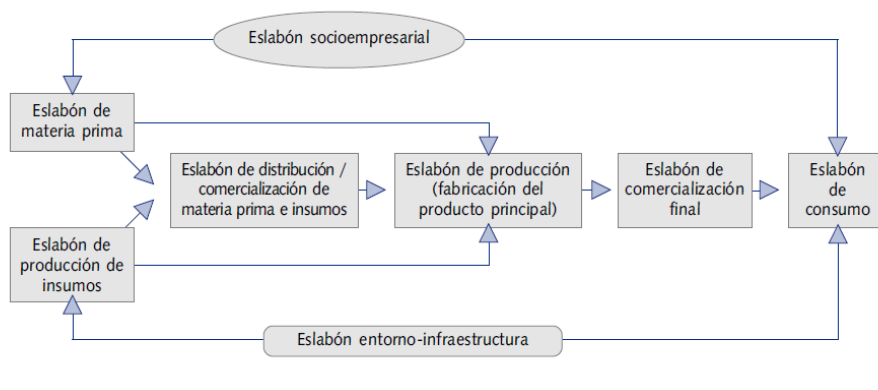 Eslabón socioempresarial
Eslabón de
materia prima
Eslabón de distribución /
comercialización de
materia prima e insumos
Eslabón de producción
(fabricación del
producto principal)
Eslabón de
comercialización
final
Eslabón
de
consumo
Eslabón de
producción de
insumos
Eslabón entorno-infraestructura